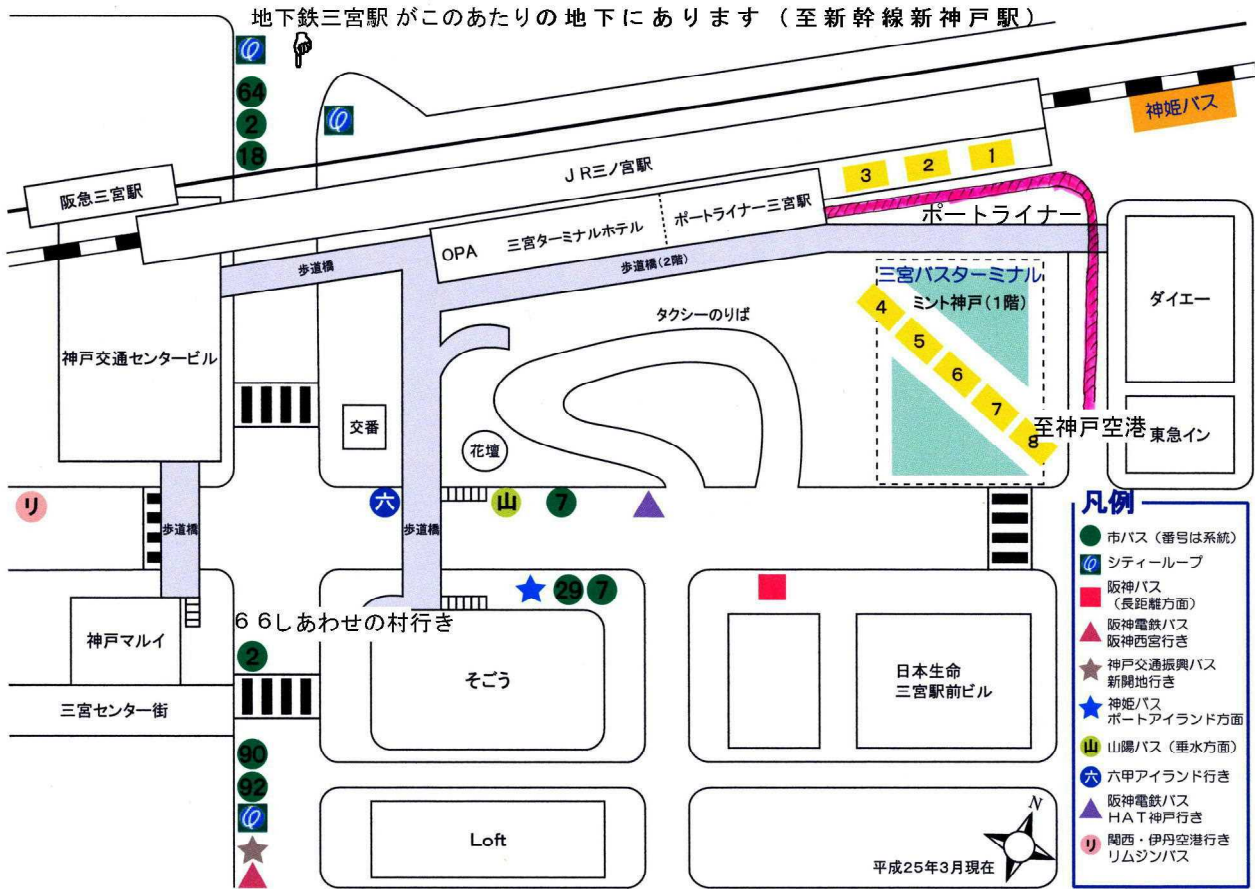 地下鉄三宮駅 がこのあたりの 地下にあります (至新幹線新神戸駅)
64
2
18
神姫バス
阪急三宮駅
JR三ノ宮駅
3
2
1
OPA
三宮ターミナルホテル
ポートライナー三宮駅
ポートライナー
歩道橋
歩道橋(2階)
三宮バスターミナル
ミント神戸(1階)
4
5
6
7
8
ダイエー
タクシーのりば
神戸交通センタービル
交番
花壇
至神戸空港
東急イン
リ
歩道橋
六
歩道橋
山
7
29
7
66しあわせの村行き
神戸マルイ
2
そごう
日本生命
三宮駅前ビル
三宮センター街
90
92
Loft
N
平成25年3月現在
凡例
市バス(番号は系統)
シティーループ
阪神バス
(長距離方面)
阪神電鉄バス
阪神西宮行き
神戸交通振興バス
新開地行き
神姫バス
ポートアイランド方面
山 山陽バス(垂水方面)
六 六甲アイランド行き
阪神電鉄バス
HAT神戸行き
リ 関西・伊丹空港行き
リムジンバス